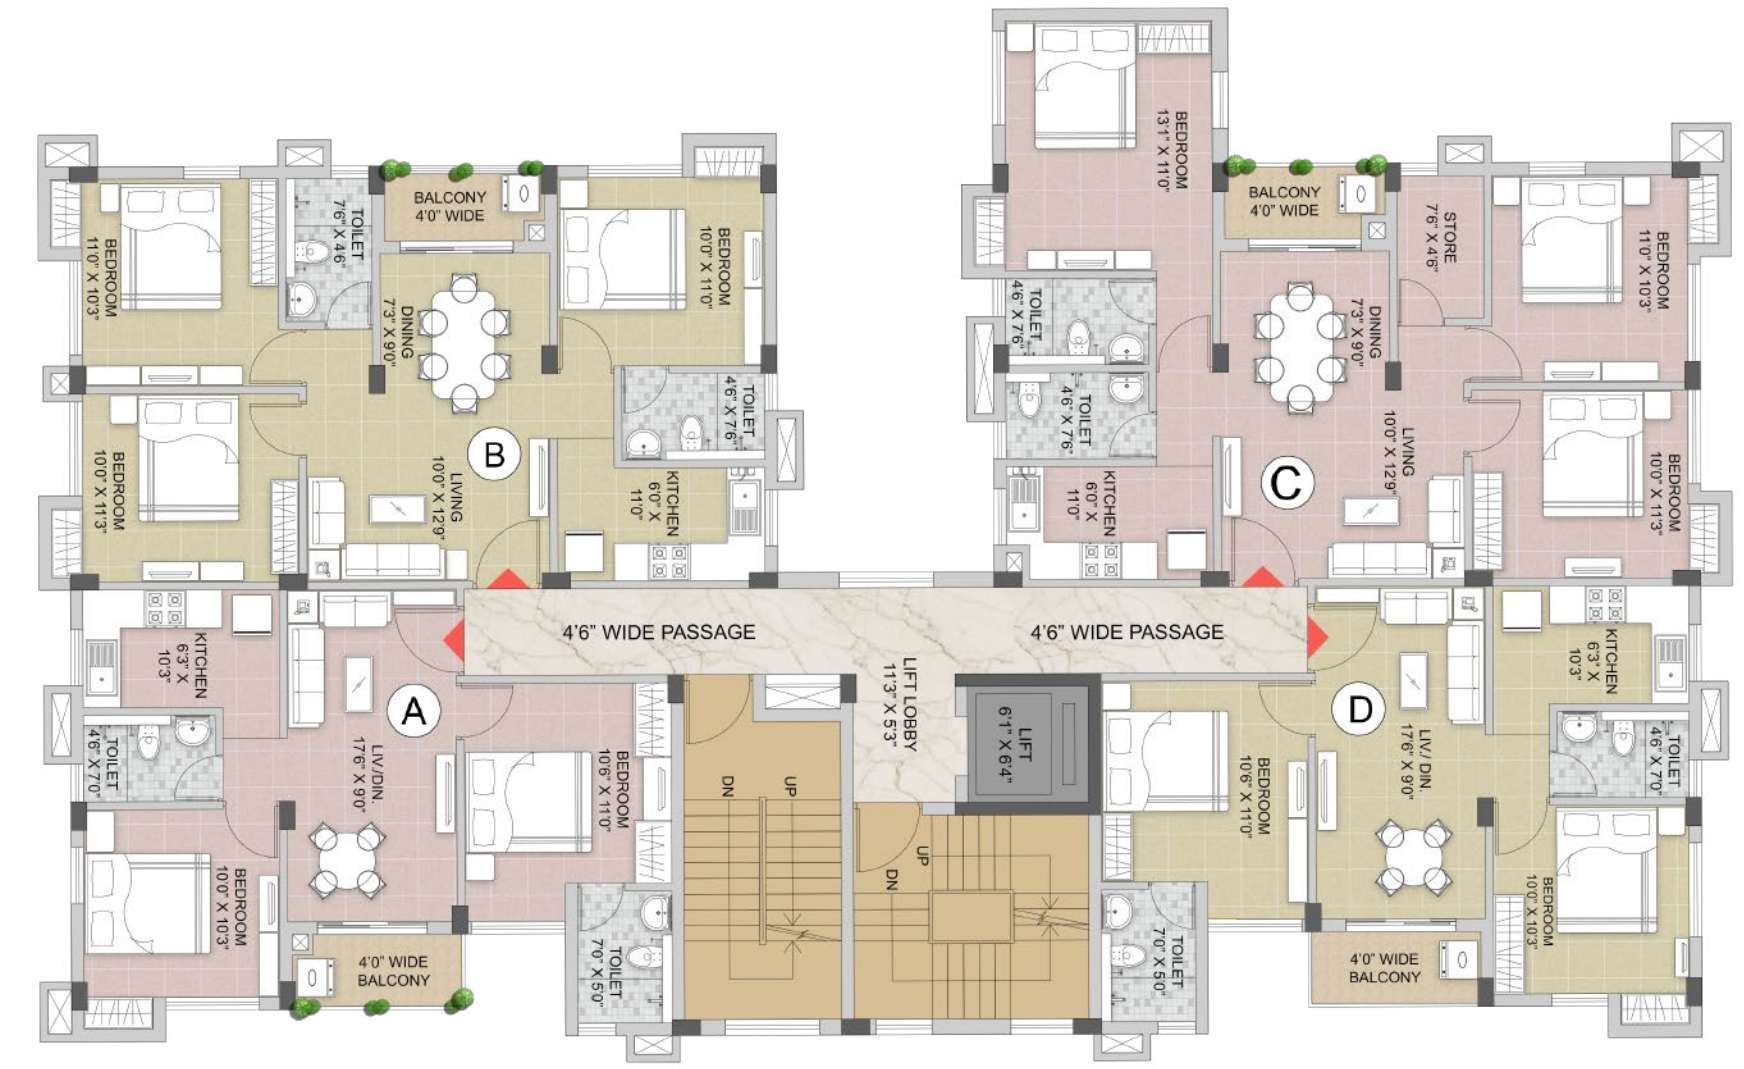 BEDROOM
11'0" X 10'3"
TOILET
7'6" X 4'6"
BALCONY
4'0" WIDE
BEDROOM
10'0" X 11'0"
DINING
7'3" X 9'0"
BEDROOM
10'0" X 11'3"
B
LIVING
10'0" X 12'9"
TOILET
4'6" X 7'6"
KITCHEN
6'0" X
11'0"
BEDROOM
13'1" X 11'0"
BALCONY
4'0" WIDE
STORE
7'6" X 4'6"
BEDROOM
11'0" X 10'3"
TOILET
4'6" X 7'6"
DINING
7'3" X 9'0"
TOILET
4'6" X 7'6"
C
LIVING
10'0" X 12'9"
BEDROOM
10'0" X 11'3"
KITCHEN
6'0" X
11'0"
4'6" WIDE PASSAGE
4'6" WIDE PASSAGE
LIFT LOBBY
11'3" X 5'3"
LIFT
6'1" X 6'4"
KITCHEN
6'3" X
10'3"
A
TOILET
4'6" X 7'0"
LIV./DIN.
17'6" X 9'0"
BEDROOM
10'6" X 11'0"
BEDROOM
10'0" X 10'3"
4'0" WIDE
BALCONY
TOILET
7'0" X 5'0"
DN
UP
UP
DN
KITCHEN
6'3" X
10'3"
D
LIV./ DIN.
17'6" X 9'0"
TOILET
4'6" X 7'0"
BEDROOM
10'6" X 11'0"
BEDROOM
10'0" X 10'3"
TOILET
7'0" X 5'0"
4'0" WIDE
BALCONY